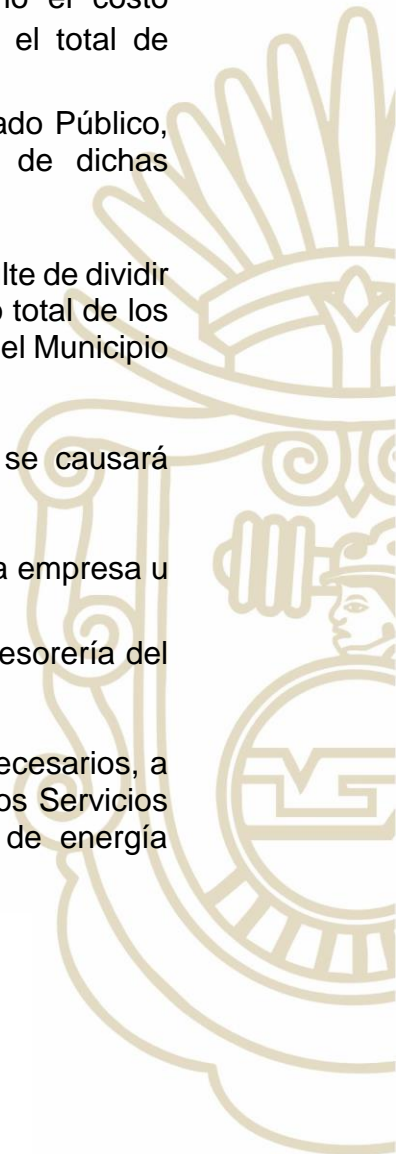 no el costo
el total de
ado Público,
de dichas
lte de dividir
o total de los
el Municipio
se causará
a empresa u
esorería del
ecesarios, a
os Servicios
de energía